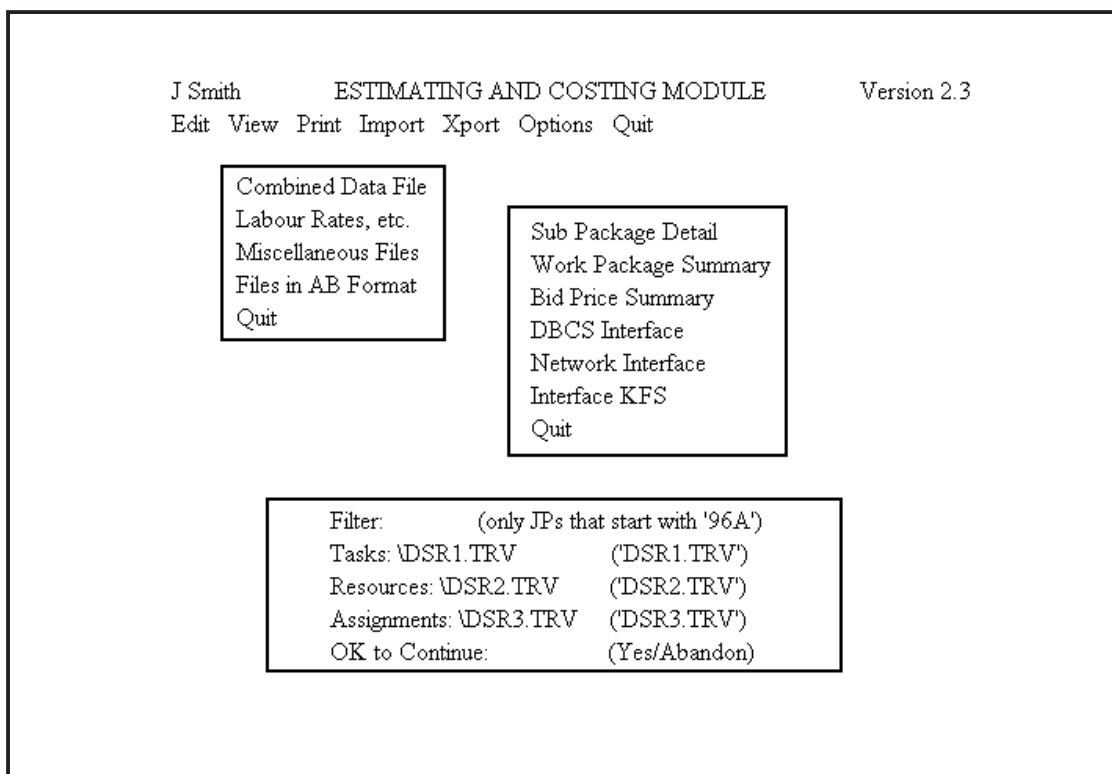 J Smith ESTIMATING AND COSTING MODULE Version 2.3
Edit View Print Import Xport Options Quit
Combined Data File
Labour Rates, etc.
Miscellaneous Files
Files in AB Format
Quit
Sub Package Detail
Work Package Summary
Bid Price Summary
DBCS Interface
Network Interface
Interface KFS
Quit
Filter: (only JPs that start with '96A')
Tasks: \DSR1.TRV ('DSR1.TRV')
Resources: \DSR2.TRV ('DSR2.TRV')
Assignments: \DSR3.TRV ('DSR3.TRV')
OK to Continue: (Yes/Abandon)